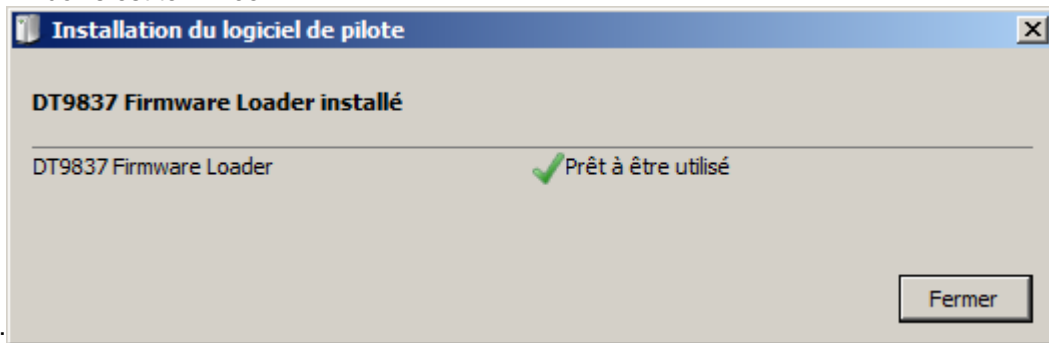 Installation du logiciel de pilote
DT9837 Firmware Loader installé
DT9837 Firmware Loader Prêt à être utilisé
Fermer
.